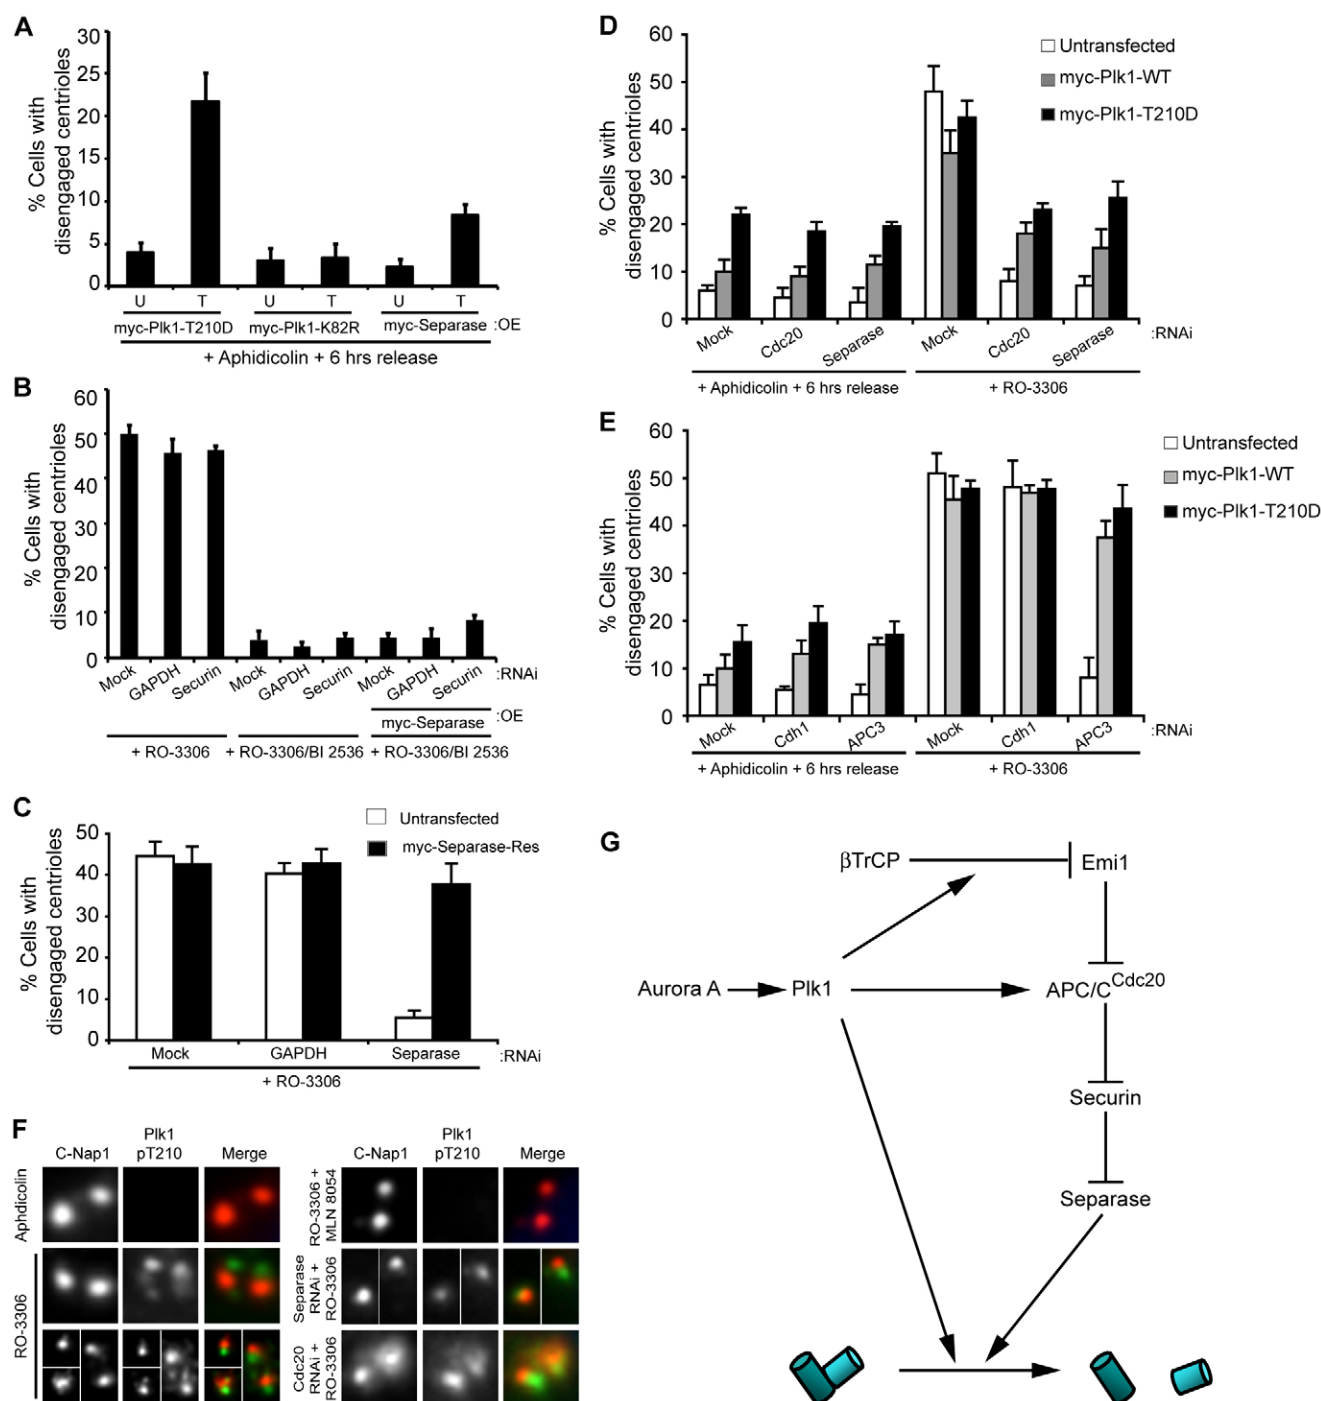 A
% Cells with
disengaged centrioles
30
25
20
15
10
5
0
U T U T U T
myc-Plk1-T210D myc-Plk1-K82R myc-Separase :OE
+ Aphidicolin + 6 hrs release
B
% Cells with
disengaged centrioles
60
50
40
30
20
10
0
Mock GAPDH Securin Mock GAPDH Securin Mock GAPDH Securin :RNAi
myc-Separase :OE
+ RO-3306 + RO-3306/BI 2536 + RO-3306/BI 2536
C
% Cells with
disengaged centrioles
50
40
30
20
10
0
Untransfected
myc-Separase-Res
Mock GAPDH Separase :RNAi
+ RO-3306
D
% Cells with
disengaged centrioles
60
50
40
30
20
10
0
Untransfected
myc-Plk1-WT
myc-Plk1-T210D
Mock Cdc20 Separase Mock Cdc20 Separase :RNAi
+ Aphidicolin + 6 hrs release + RO-3306
E
% Cells with
disengaged centrioles
60
50
40
30
20
10
0
Untransfected
myc-Plk1-WT
myc-Plk1-T210D
Mock Cdh1 APC3 Mock Cdh1 APC3 :RNAi
+ Aphidicolin + 6 hrs release + RO-3306
F
C-Nap1 Plk1 pT210 Merge
Aphdicolin
RO-3306
C-Nap1 Plk1 pT210 Merge
RO-3306 +
MLN 8054
Separase
RNAi +
RO-3306
Cdc20
RNAi +
RO-3306
G
βTrCP Emi1
Aurora A Plk1 APC/C Cdc20
Securin
Separase